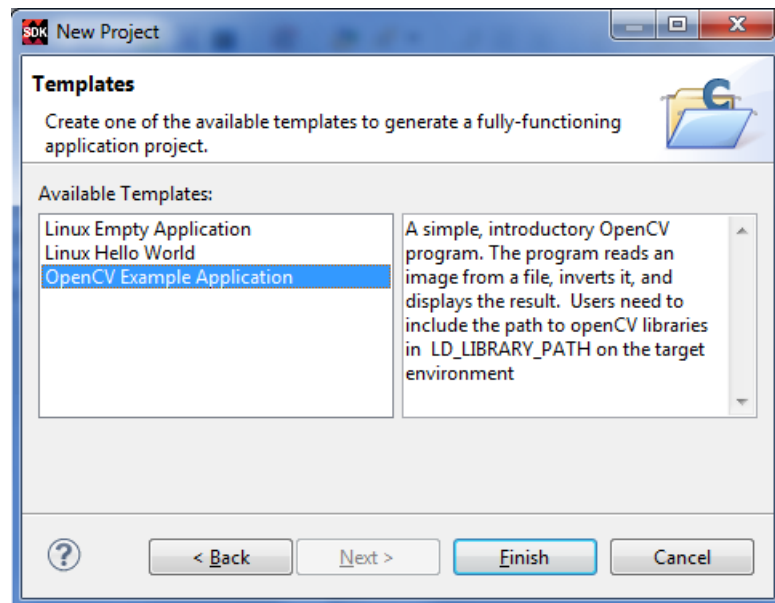 SDK New Project
Templates
Create one of the available templates to generate a fully-functioning
application project.
C
Available Templates:
Linux Empty Application
Linux Hello World
OpenCV Example Application
A simple, introductory OpenCV
program. The program reads an
image from a file, inverts it, and
displays the result.  Users need to
include the path to openCV libraries
in  LD_LIBRARY_PATH on the target
environment
?
< Back
Next >
Finish
Cancel